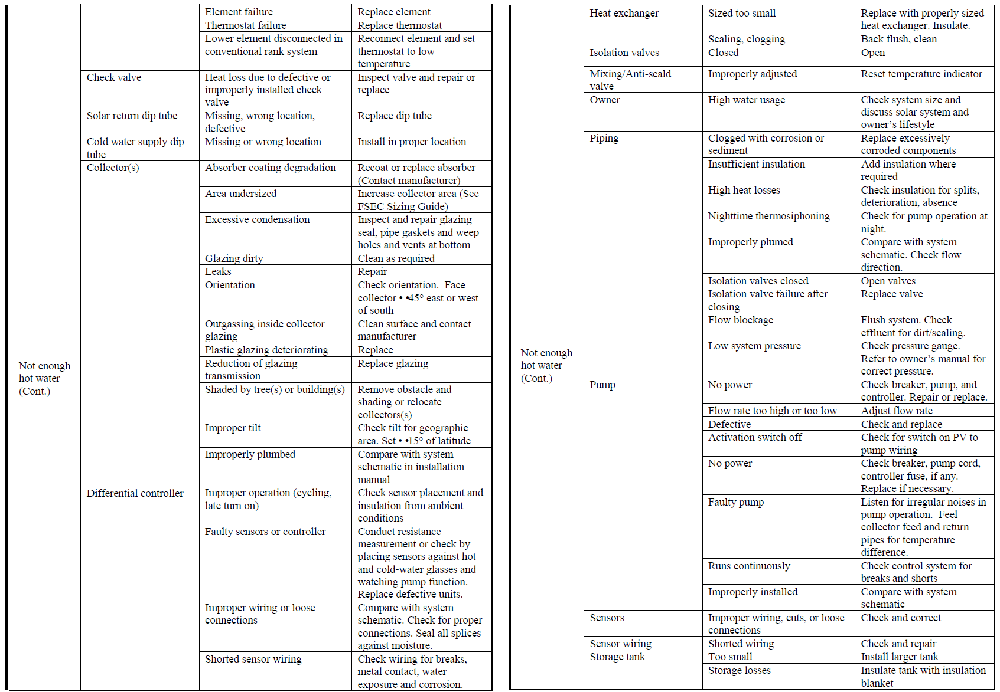 Element failure
Replace element
Thermostat failure
Replace thermostat
Lower element disconnected in
conventional rank system
Reconnect element and set
thermostat to low
temperature
Check valve
Heat loss due to defective or
improperly installed check
valve
Inspect valve and repair or
replace
Solar return dip tube
Missing, wrong location,
defective
Replace dip tube
Cold water supply dip
tube
Missing or wrong location
Install in proper location
Collector(s)
Absorber coating degradation
Recoat or replace absorber
(Contact manufacturer)
Area undersized
Increase collector area (See
FSEC Sizing Guide)
Excessive condensation
Inspect and repair glazing
seal, pipe gaskets and weep
holes and vents at bottom
Glazing dirty
Clean as required
Leaks
Repair
Orientation
Check orientation.  Face
collector • •45° east or west
of south
Outgassing inside collector
glazing
Clean surface and contact
manufacturer
Plastic glazing deteriorating
Replace
Not enough
hot water
(Cont.)
Reduction of glazing
transmission
Replace glazing
Shaded by tree(s) or building(s)
Remove obstacle and
shading or relocate
collectors(s)
Improper tilt
Check tilt for geographic
area. Set • •15° of latitude
Improperly plumbed
Compare with system
schematic in installation
manual
Differential controller
Improper operation (cycling,
late turn on)
Check sensor placement and
insulation from ambient
conditions
Faulty sensors or controller
Conduct resistance
measurement or check by
placing sensors against hot
and cold-water glasses and
watching pump function.
Replace defective units.
Improper wiring or loose
connections
Compare with system
schematic. Check for proper
connections. Seal all splices
against moisture.
Shorted sensor wiring
Check wiring for breaks,
metal contact, water
exposure and corrosion.
Heat exchanger
Sized too small
Replace with properly sized
heat exchanger. Insulate.
Scaling, clogging
Back flush, clean
Isolation valves
Closed
Open
Mixing/Anti-scald
valve
Improperly adjusted
Reset temperature indicator
Owner
High water usage
Check system size and
discuss solar system and
owner’s lifestyle
Piping
Clogged with corrosion or
sediment
Replace excessively
corroded components
Insufficient insulation
Add insulation where
required
High heat losses
Check insulation for splits,
deterioration, absence
Nighttime thermosiphoning
Check for pump operation at
night.
Improperly plumed
Compare with system
schematic. Check flow
direction.
Isolation valves closed
Open valves
Isolation valve failure after
closing
Replace valve
Flow blockage
Flush system. Check
effluent for dirt/scaling.
Not enough
hot water
(Cont.)
Low system pressure
Check pressure gauge.
Refer to owner’s manual for
correct pressure.
Pump
No power
Check breaker, pump, and
controller. Repair or replace.
Flow rate too high or too low
Adjust flow rate
Defective
Check and replace
Activation switch off
Check for switch on PV to
pump wiring
No power
Check breaker, pump cord,
controller fuse, if any.
Replace if necessary.
Faulty pump
Listen for irregular noises in
pump operation.  Feel
collector feed and return
pipes for temperature
difference.
Runs continuously
Check control system for
breaks and shorts
Improperly installed
Compare with system
schematic
Sensors
Improper wiring, cuts, or loose
connections
Check and correct
Sensor wiring
Shorted wiring
Check and repair
Storage tank
Too small
Install larger tank
Storage losses
Insulate tank with insulation
blanket